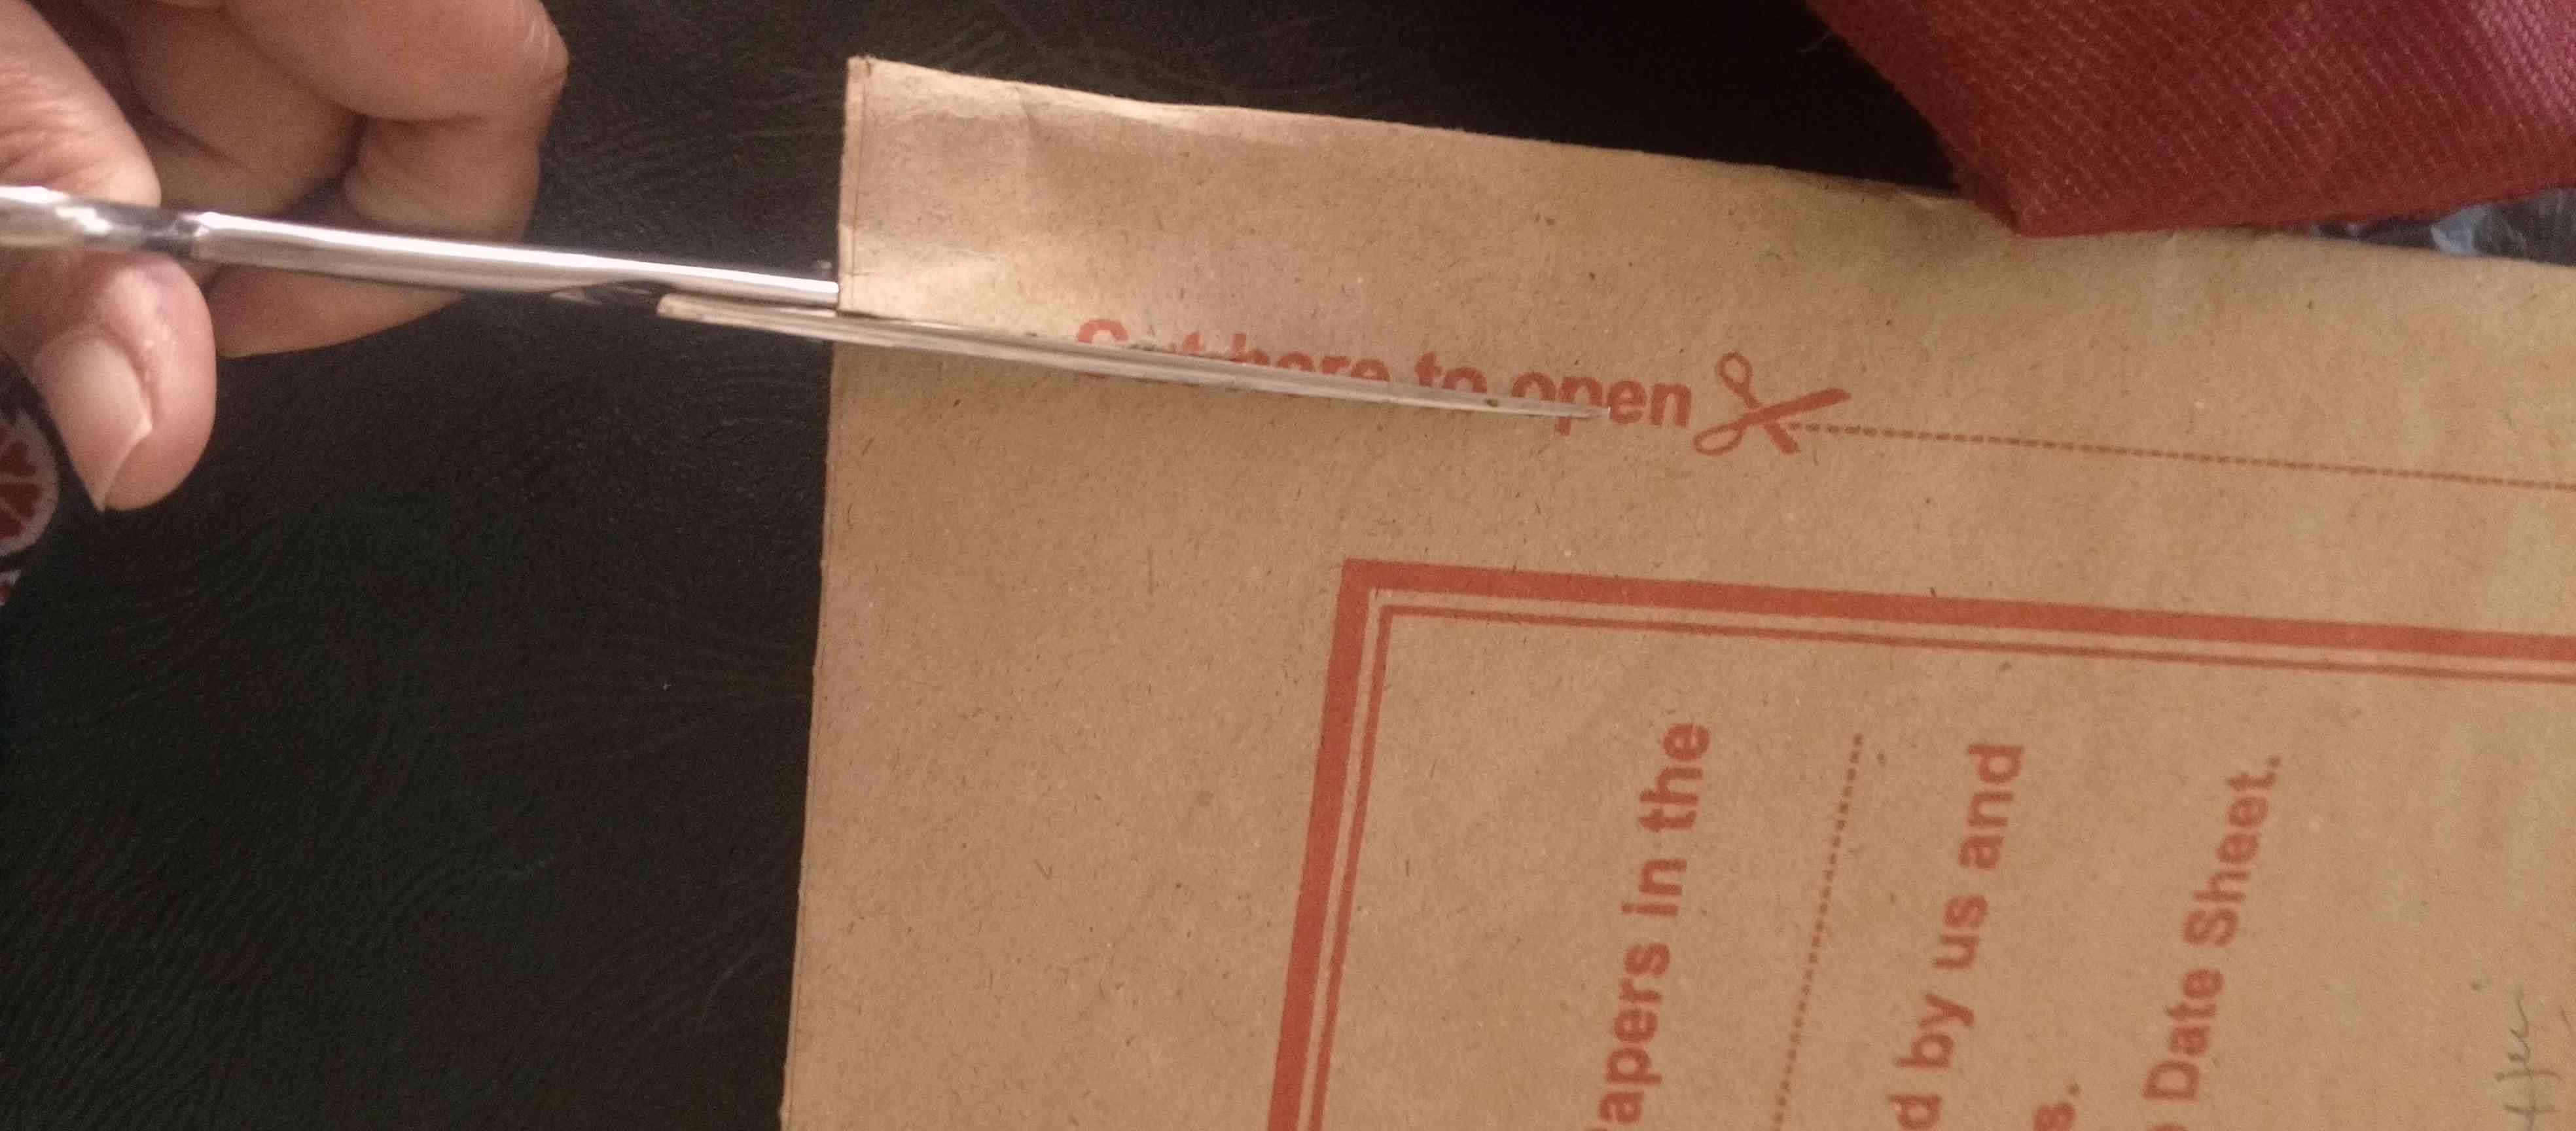 Cut here to open
apers in the
d by us and
s.
Date Sheet.